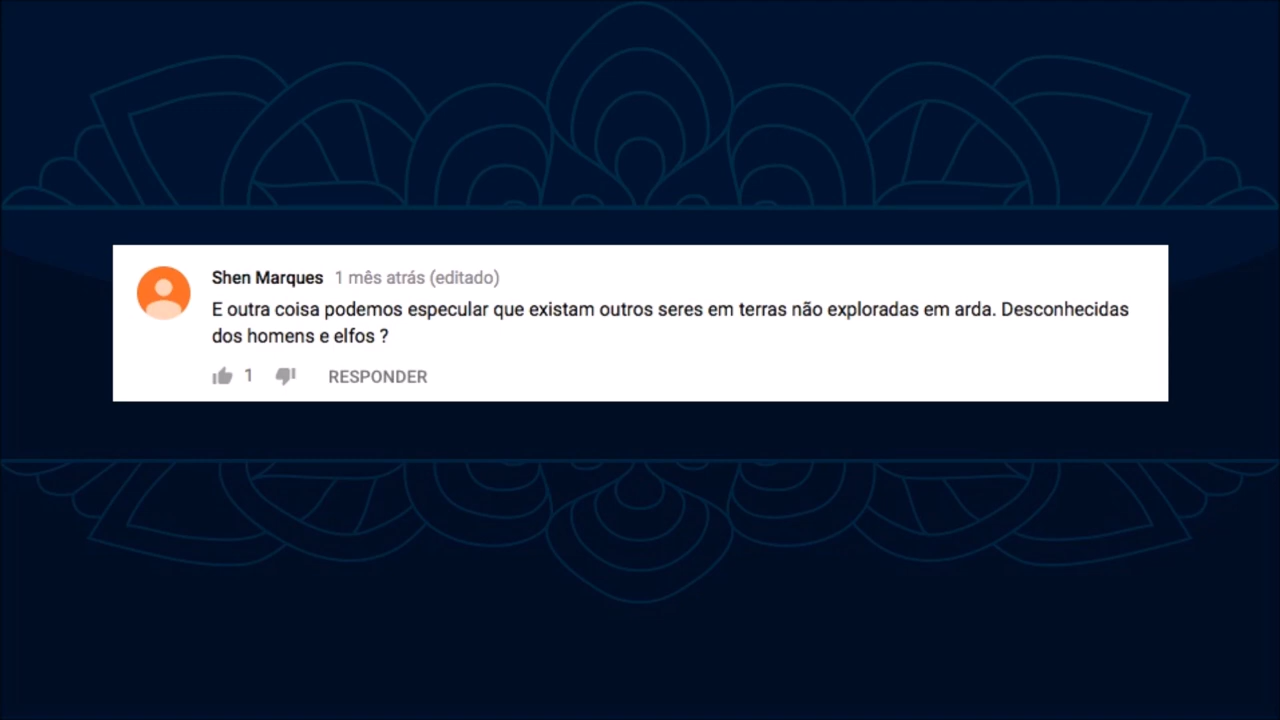 Shen Marques 1 mês atrás (editado)
E outra coisa podemos especular que existam outros seres em terras não exploradas em arda. Desconhecidas
dos homens e elfos ?
1 RESPONDER